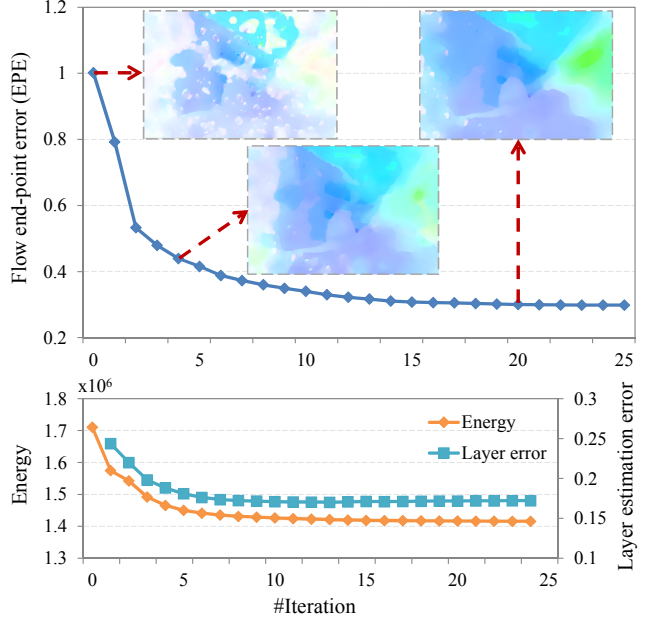 Flow end-point error (EPE)
1.2
1
0.8
0.6
0.4
0.2
0 5 10 15 20 25
x10⁶
1.8
1.7
1.6
1.5
1.4
1.3
Energy
Energy
Layer error
0.3
0.25
0.2
0.15
0.1
Layer estimation error
0 5 10 15 20 25
#Iteration